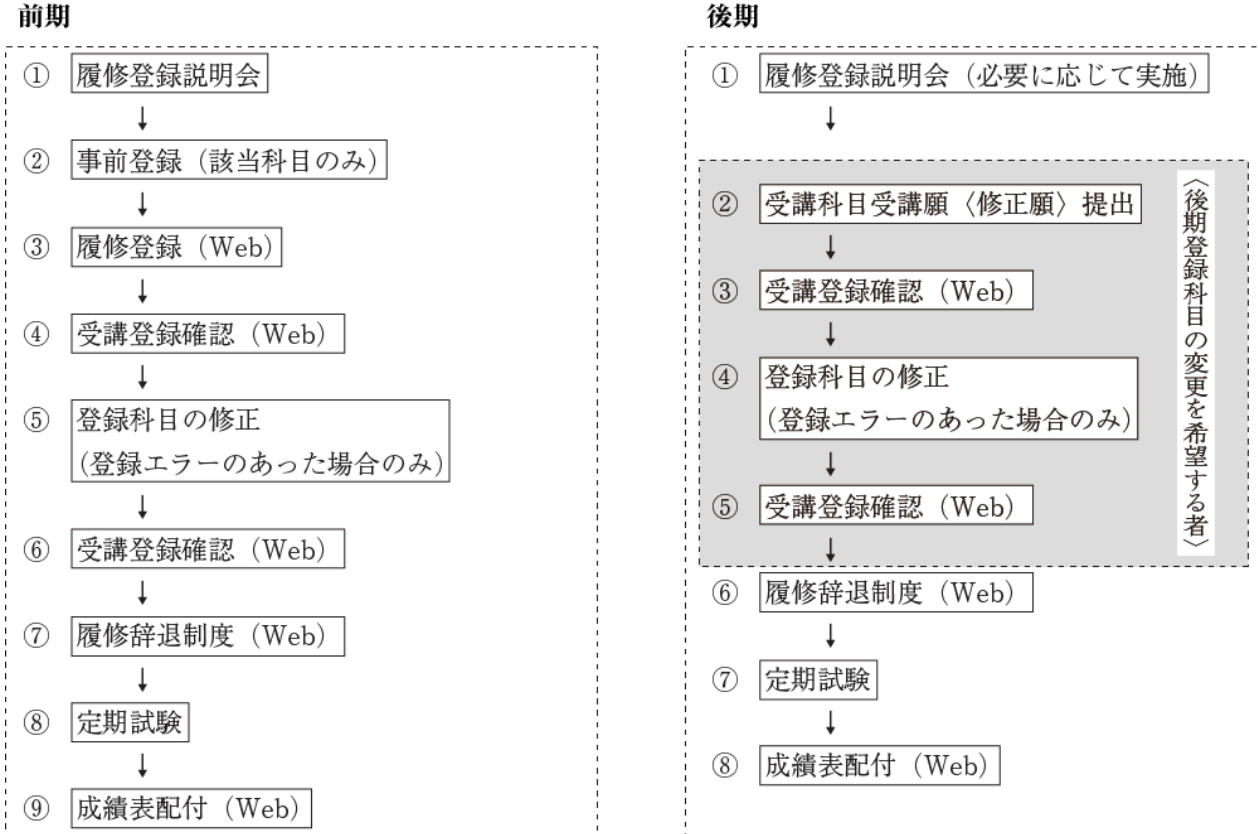 前期
① 履修登録説明会
↓
② 事前登録（該当科目のみ）
↓
③ 履修登録（Web）
↓
④ 受講登録確認（Web）
↓
⑤ 登録科目の修正
（登録エラーのあった場合のみ）
↓
⑥ 受講登録確認（Web）
↓
⑦ 履修辞退制度（Web）
↓
⑧ 定期試験
↓
⑨ 成績表配付（Web）
後期
① 履修登録説明会（必要に応じて実施）
↓
② 受講科目受講願〈修正願〉提出
↓
③ 受講登録確認（Web）
↓
④ 登録科目の修正
（登録エラーのあった場合のみ）
↓
⑤ 受講登録確認（Web）
↓
〈後期登録科目の変更を希望する者〉
⑥ 履修辞退制度（Web）
↓
⑦ 定期試験
↓
⑧ 成績表配付（Web）